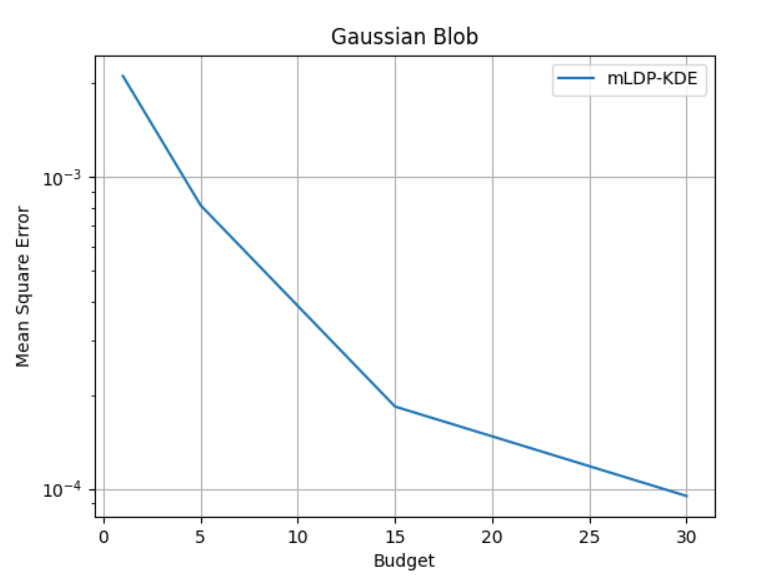 Gaussian Blob
mLDP-KDE
10⁻³
10⁻⁴
Mean Square Error
0 5 10 15 20 25 30
Budget